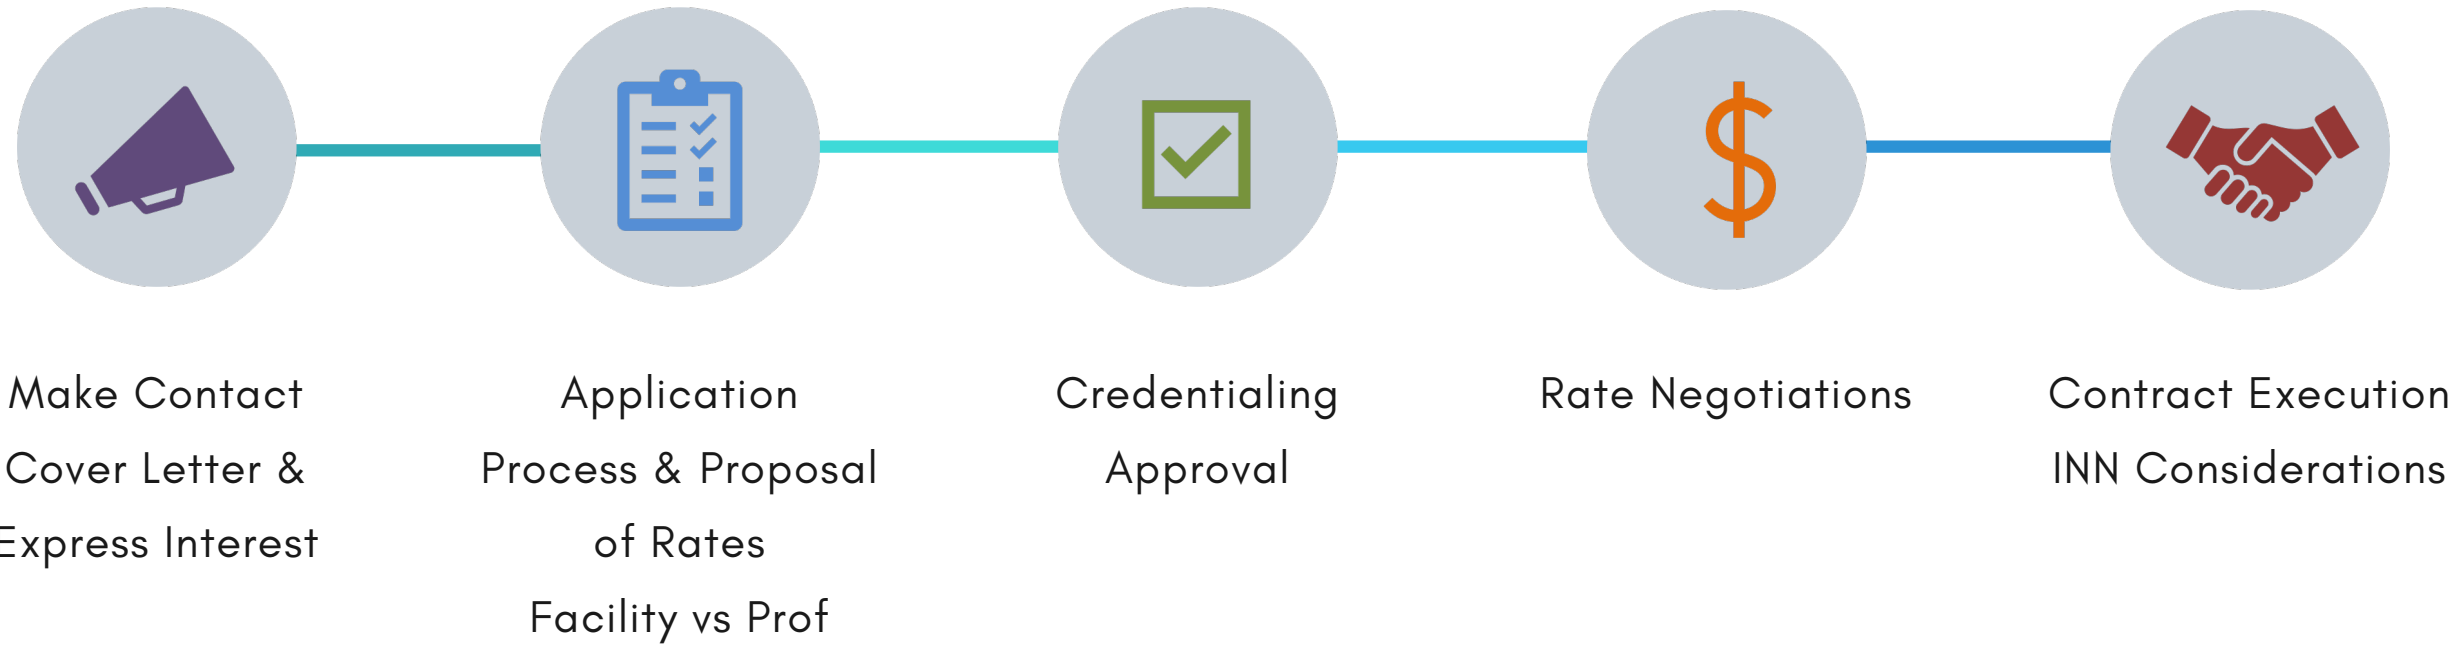 Make Contact
Cover Letter &
Express Interest
Application
Process & Proposal
of Rates
Facility vs Prof
Credentialing
Approval
Rate Negotiations
Contract Execution
INN Considerations